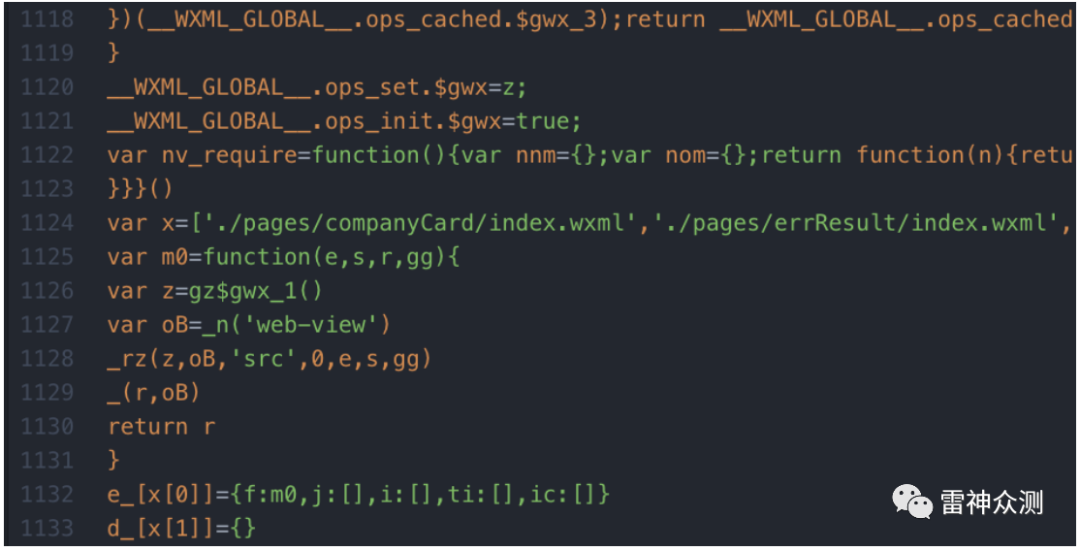 1118 })(__WXML_GLOBAL__.ops_cached.$gwx_3);return __WXML_GLOBAL__.ops_cached
1119 }
1120 __WXML_GLOBAL__.ops_set.$gwx=z;
1121 __WXML_GLOBAL__.ops_init.$gwx=true;
1122 var nv_require=function(){var nnm={};var nom={};return function(n){retu
1123 }}}()
1124 var x=['./pages/companyCard/index.wxml','./pages/errResult/index.wxml',
1125 var m0=function(e,s,r,gg){
1126 var z=gz$gwx_1()
1127 var oB=_n('web-view')
1128 _rz(z,oB,'src',0,e,s,gg)
1129 _(r,oB)
1130 return r
1131 }
1132 e_[x[0]]={f:m0,j:[],i:[],ti:[],ic:[]}
1133 d_[x[1]]={}
雷神众测